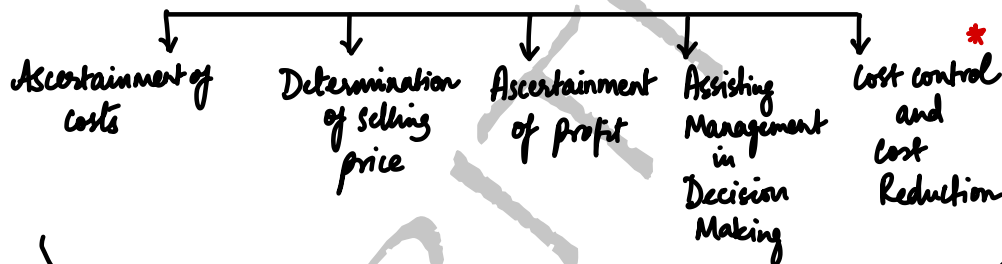 Ascertainment of
costs
Determination
of selling
price
Ascertainment
of profit
Assisting
Management
in
Decision
Making
*
Cost control
and
Cost
Reduction